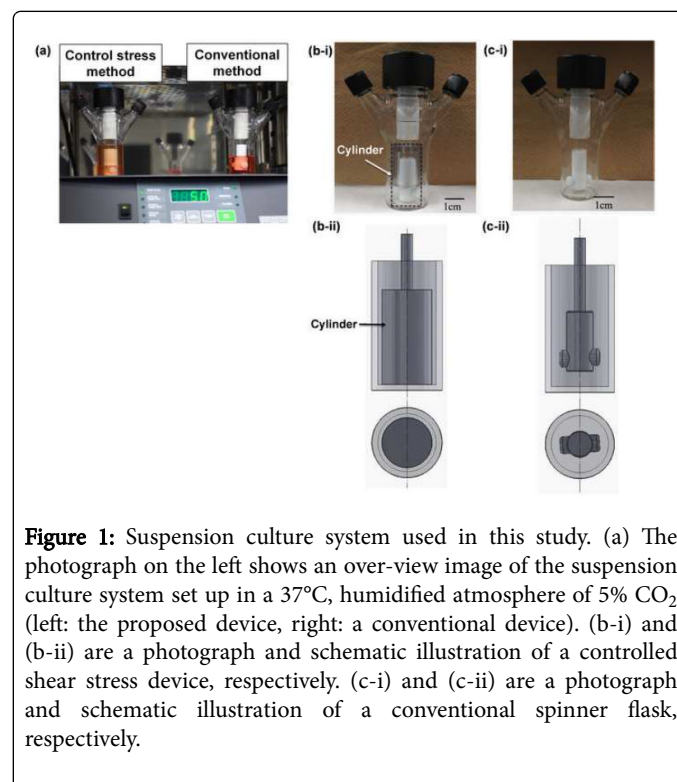 (a)
Control stress
method
Conventional
method
50
(b-i)
Cylinder
1cm
(c-i)
1cm
(b-ii)
Cylinder
(c-ii)
Figure 1: Suspension culture system used in this study. (a) The
photograph on the left shows an over-view image of the suspension
culture system set up in a 37°C, humidified atmosphere of 5% CO₂
(left: the proposed device, right: a conventional device). (b-i) and
(b-ii) are a photograph and schematic illustration of a controlled
shear stress device, respectively. (c-i) and (c-ii) are a photograph
and schematic illustration of a conventional spinner flask,
respectively.